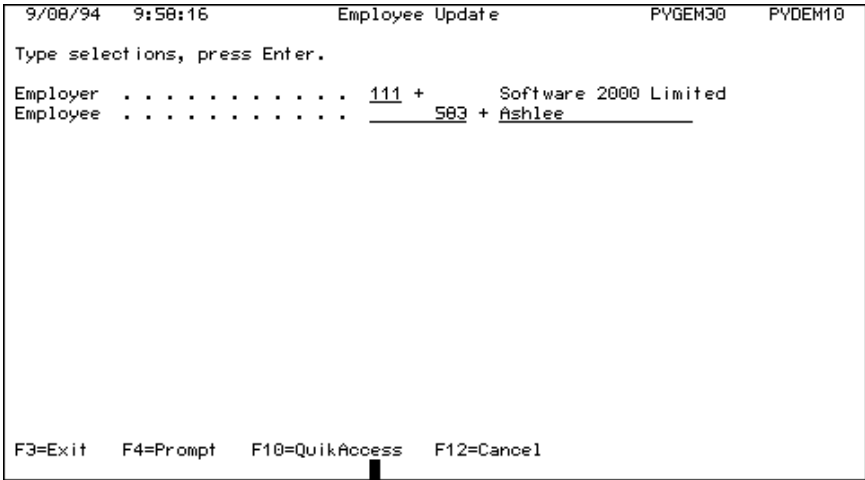 9/08/94 9:58:16 Employee Update PYGEM30 PYDEM10
Type selections, press Enter.
Employer . . . . . . . . . . . 111 + Software 2000 Limited
Employee . . . . . . . . . . . 583 + Ashlee
F3=Exit F4=Prompt F10=QuikAccess F12=Cancel